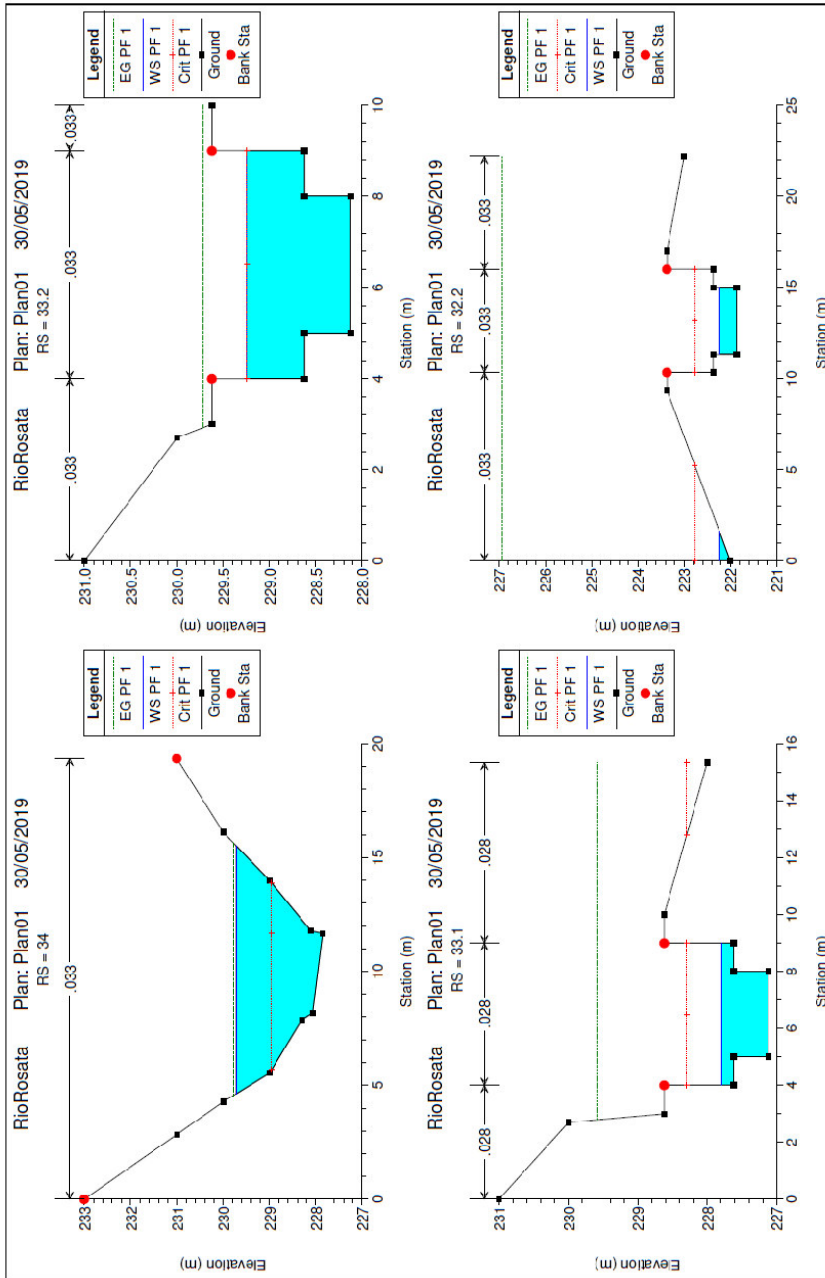 RioRosata Plan: Plan01 30/05/2019
RS = 34
.033
Legend
EG PF 1
WS PF 1
Crit PF 1
Ground
Bank Sta
233
232
231
230
229
228
227
Elevation (m)
0 5 10 15 20
Station (m)
RioRosata Plan: Plan01 30/05/2019
RS = 33.2
.033 .033 .033
Legend
EG PF 1
WS PF 1
Crit PF 1
Ground
Bank Sta
231.0
230.5
230.0
229.5
229.0
228.5
228.0
Elevation (m)
0 2 4 6 8 10
Station (m)
RioRosata Plan: Plan01 30/05/2019
RS = 33.1
.028 .028 .028
Legend
EG PF 1
Crit PF 1
WS PF 1
Ground
Bank Sta
231
230
229
228
227
Elevation (m)
0 2 4 6 8 10 12 14 16
Station (m)
RioRosata Plan: Plan01 30/05/2019
RS = 32.2
.033 .033 .033
Legend
EG PF 1
Crit PF 1
WS PF 1
Ground
Bank Sta
227
226
225
224
223
222
221
Elevation (m)
0 5 10 15 20 25
Station (m)